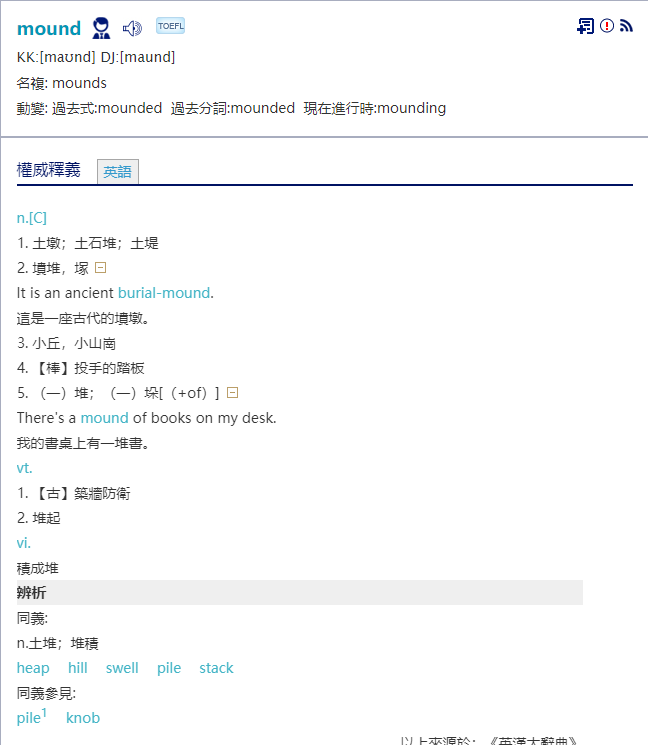 mound TOEFL
KK:[maʊnd] DJ:[maund]
名複: mounds
動變: 過去式:mounded 過去分詞:mounded 現在進行時:mounding
權威釋義 英語
n.[C]
1. 土墩；土石堆；土堤
2. 墳堆，塚
It is an ancient burial-mound.
這是一座古代的墳墩。
3. 小丘，小山崗
4. 【棒】投手的踏板
5. （一）堆；（一）垛[（+of）]
There's a mound of books on my desk.
我的書桌上有一堆書。
vt.
1. 【古】築牆防衛
2. 堆起
vi.
積成堆
辨析
同義:
n.土堆；堆積
heap hill swell pile stack
同義參見:
pile1 knob
以上來源於：《英漢大辭典》